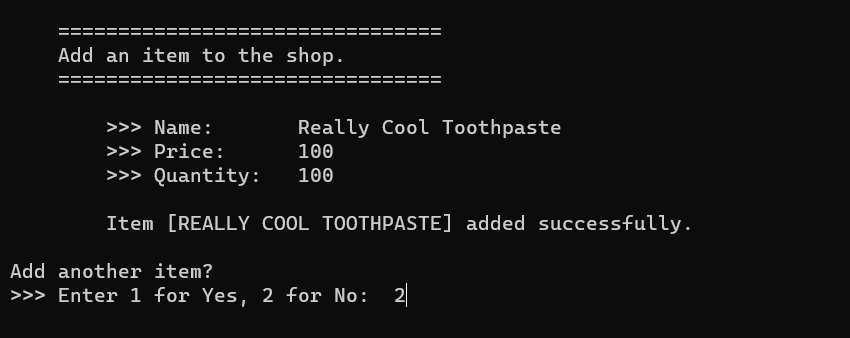 ================================
Add an item to the shop.
================================
>>> Name:       Really Cool Toothpaste
>>> Price:      100
>>> Quantity:   100
Item [REALLY COOL TOOTHPASTE] added successfully.
Add another item?
>>> Enter 1 for Yes, 2 for No:  2